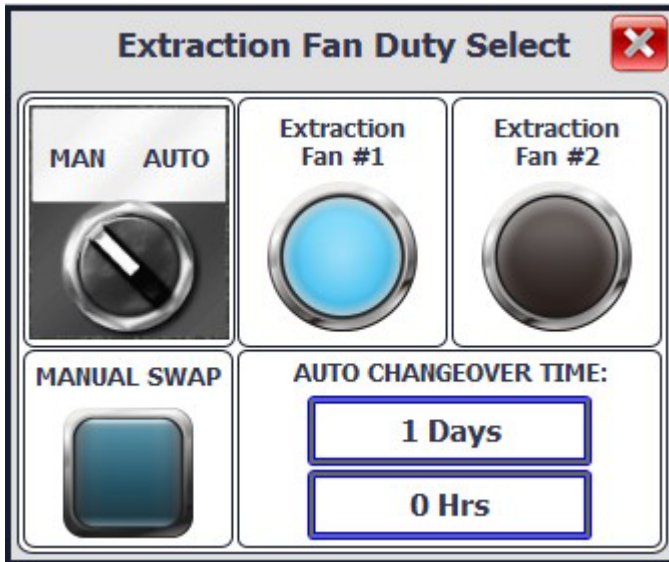 Extraction Fan Duty Select
MAN AUTO
Extraction
Fan #1
Extraction
Fan #2
MANUAL SWAP
AUTO CHANGEOVER TIME:
1 Days
0 Hrs